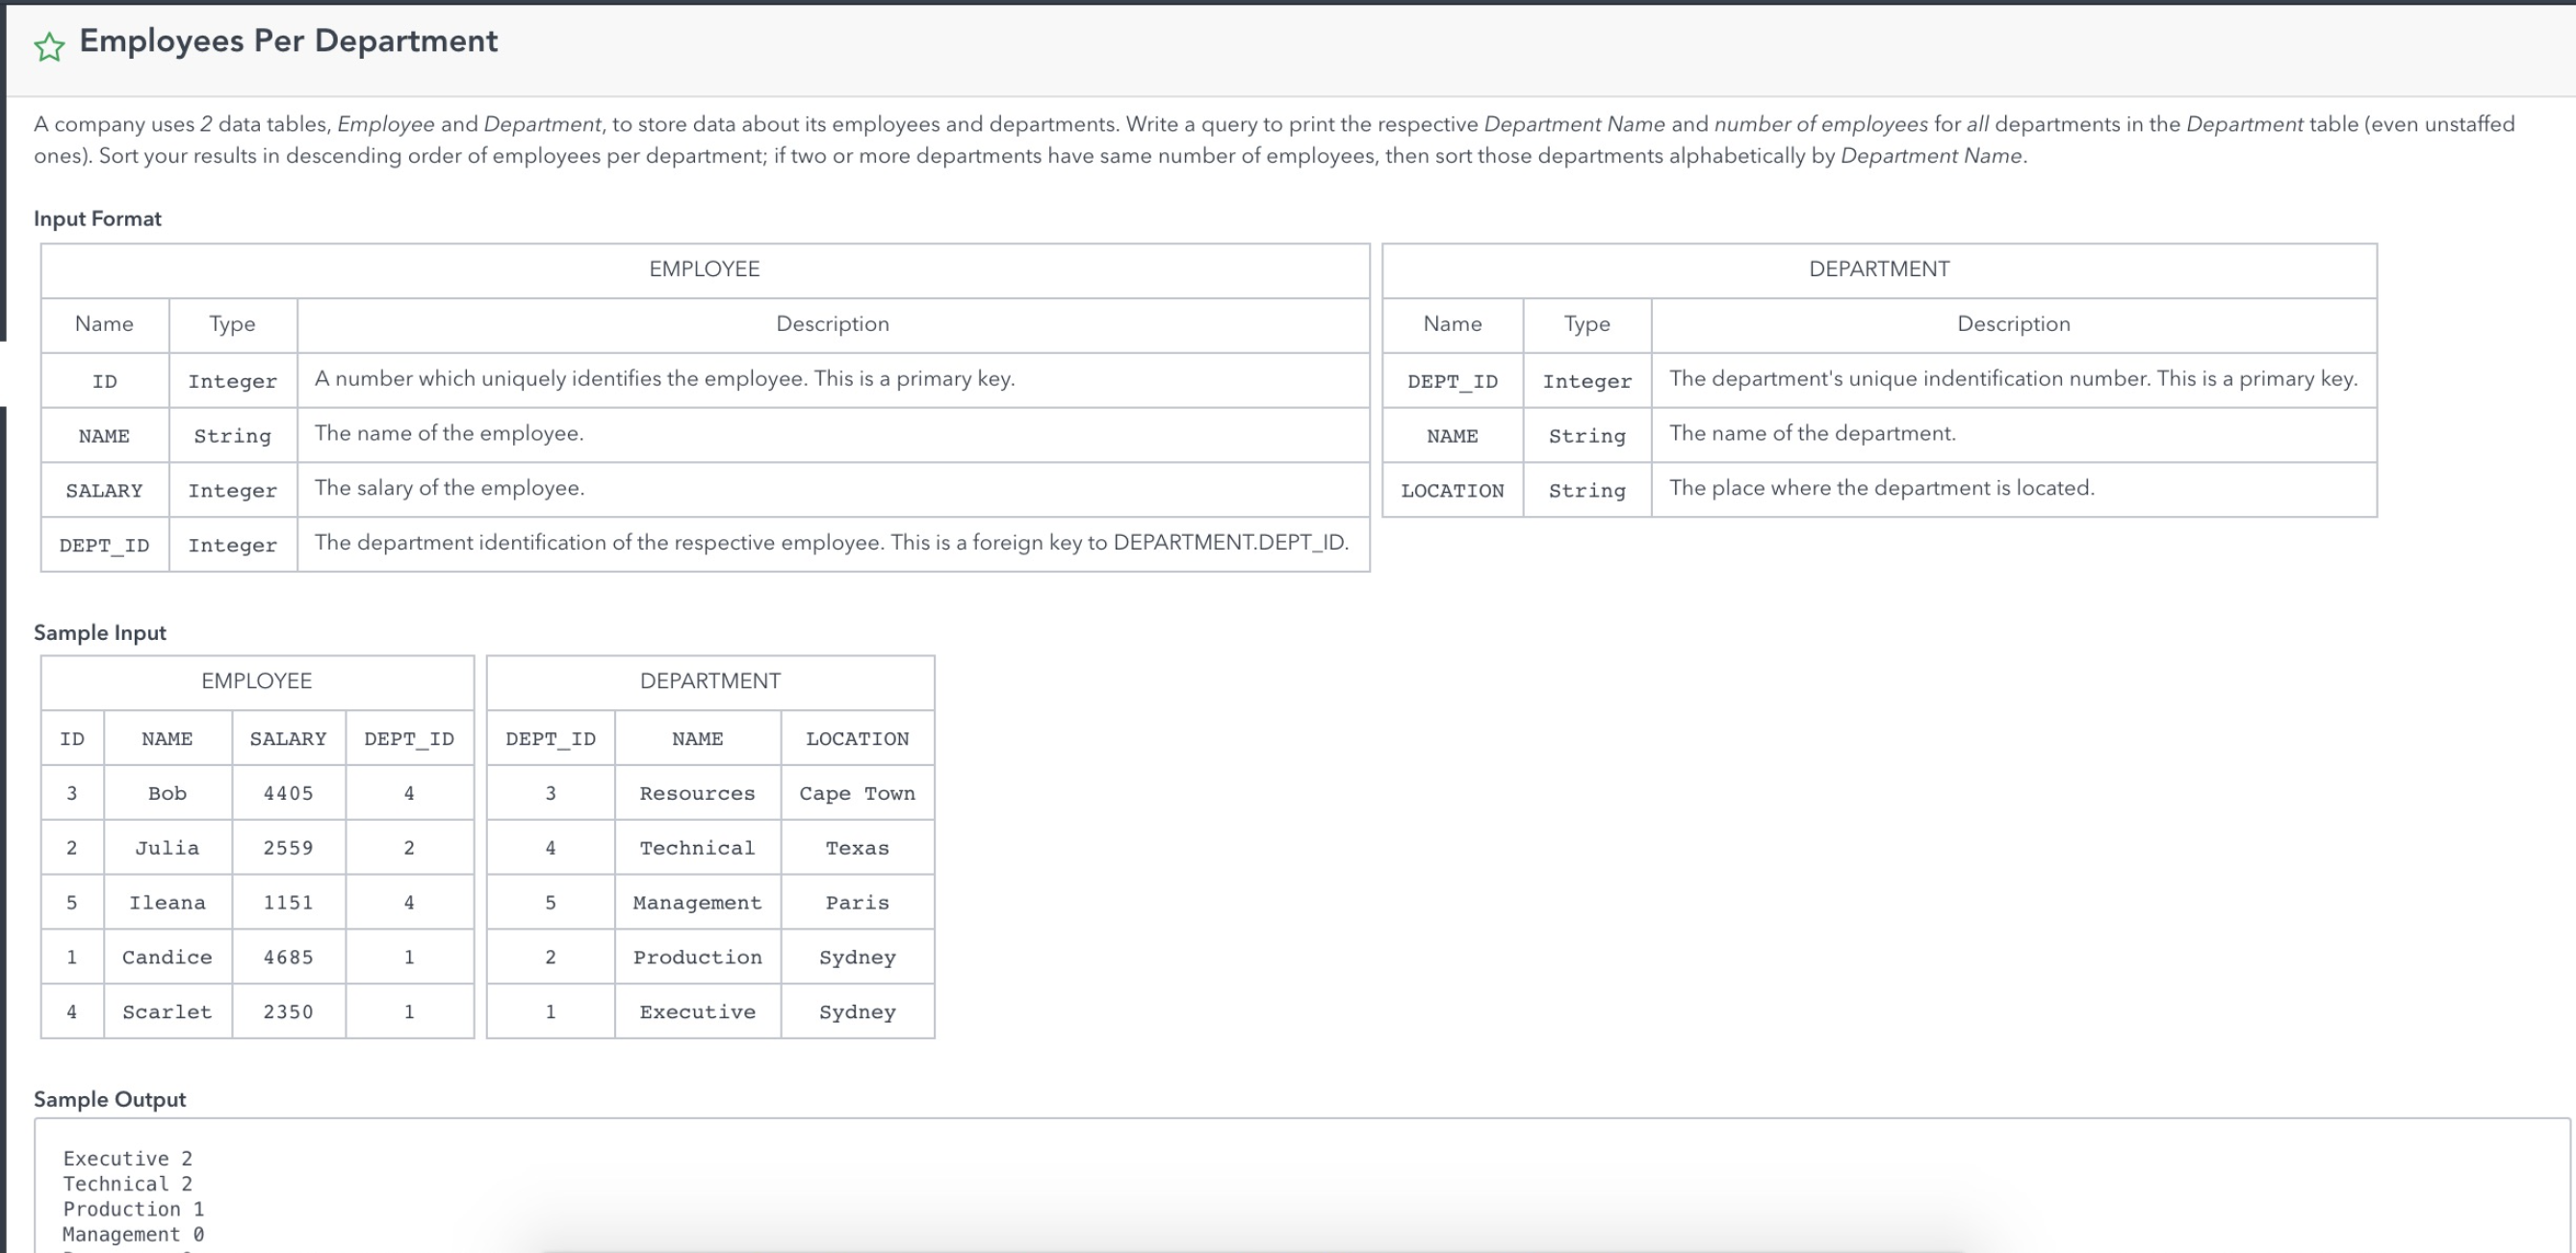 Employees Per Department
A company uses 2 data tables, Employee and Department, to store data about its employees and departments. Write a query to print the respective Department Name and number of employees for all departments in the Department table (even unstaffed
ones). Sort your results in descending order of employees per department; if two or more departments have same number of employees, then sort those departments alphabetically by Department Name.
Input Format
EMPLOYEE
Name Type Description
ID Integer A number which uniquely identifies the employee. This is a primary key.
NAME String The name of the employee.
SALARY Integer The salary of the employee.
DEPT_ID Integer The department identification of the respective employee. This is a foreign key to DEPARTMENT.DEPT_ID.
DEPARTMENT
Name Type Description
DEPT_ID Integer The department's unique indentification number. This is a primary key.
NAME String The name of the department.
LOCATION String The place where the department is located.
Sample Input
EMPLOYEE
ID NAME SALARY DEPT_ID
3 Bob 4405 4
2 Julia 2559 2
5 Ileana 1151 4
1 Candice 4685 1
4 Scarlet 2350 1
DEPARTMENT
DEPT_ID NAME LOCATION
3 Resources Cape Town
4 Technical Texas
5 Management Paris
2 Production Sydney
1 Executive Sydney
Sample Output
Executive 2
Technical 2
Production 1
Management 0